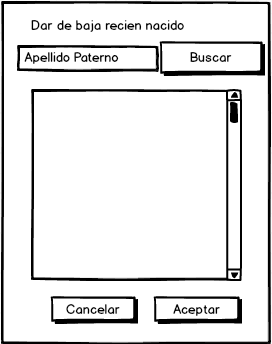 Dar de baja recien nacido
Apellido Paterno
Buscar
Cancelar
Aceptar